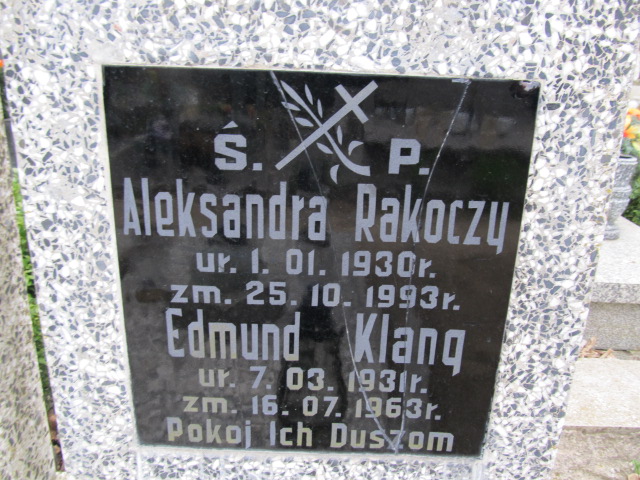 Ś. P.
Aleksandra Rakoczy
ur. 1. 01. 1930r.
zm. 25. 10. 1993r.
Edmund Klang
ur. 7. 03. 1931r.
zm. 16. 07. 1963r.
Pokój Ich Duszom